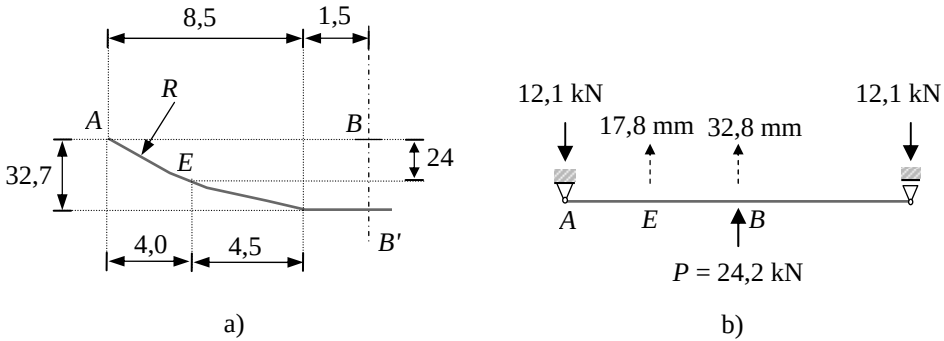 8,5
1,5
R
A
B
E
32,7
24
4,0
4,5
B'
a)
12,1 kN
12,1 kN
17,8 mm
32,8 mm
A
E
B
P = 24,2 kN
b)